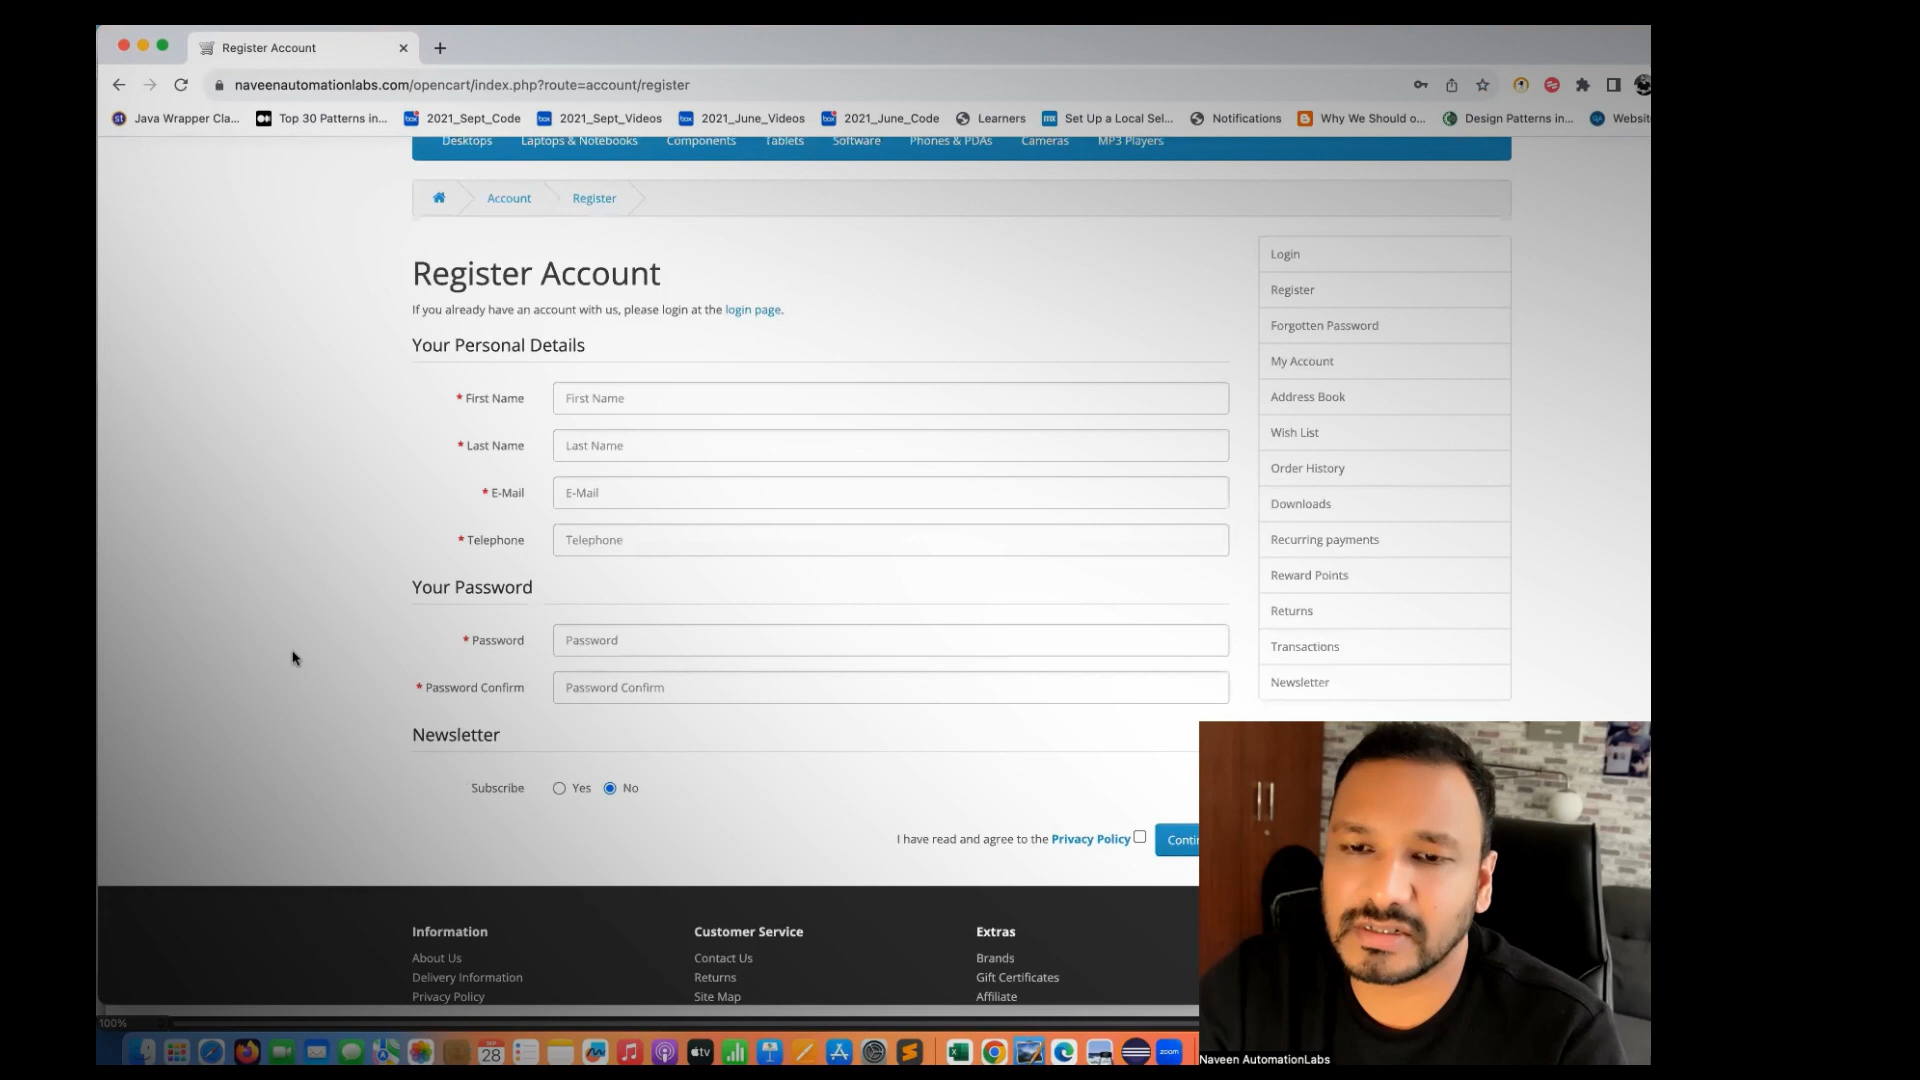 Register Account
naveenautomationlabs.com/opencart/index.php?route=account/register
Java Wrapper Cla... Top 30 Patterns in... 2021_Sept_Code 2021_Sept_Videos 2021_June_Videos 2021_June_Code Learners Set Up a Local Sel... Notifications Why We Should o... Design Patterns in... Websit
Desktops Laptops & Notebooks Components Tablets Software Phones & PDAs Cameras MP3 Players
Account Register
Register Account
If you already have an account with us, please login at the login page.
Your Personal Details
* First Name First Name
* Last Name Last Name
* E-Mail E-Mail
* Telephone Telephone
Your Password
* Password Password
* Password Confirm Password Confirm
Newsletter
Subscribe Yes No
I have read and agree to the Privacy Policy Contin
Login
Register
Forgotten Password
My Account
Address Book
Wish List
Order History
Downloads
Recurring payments
Reward Points
Returns
Transactions
Newsletter
Information
About Us
Delivery Information
Privacy Policy
Customer Service
Contact Us
Returns
Site Map
Extras
Brands
Gift Certificates
Affiliate
100%
SEP
28
tv
zoom
Naveen AutomationLabs